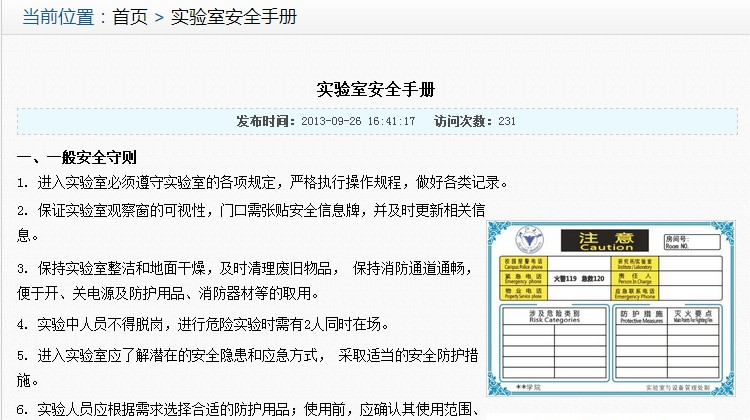 当前位置：首页 > 实验室安全手册
实验室安全手册
发布时间：2013-09-26 16:41:17 访问次数：231
一、一般安全守则
1. 进入实验室必须遵守实验室的各项规定，严格执行操作规程，做好各类记录。
2. 保证实验室观察窗的可视性，门口需张贴安全信息牌，并及时更新相关信
息。
3. 保持实验室整洁和地面干燥，及时清理废旧物品， 保持消防通道通畅，
便于开、关电源及防护用品、消防器材等的取用。
4. 实验中人员不得脱岗，进行危险实验时需有2人同时在场。
5. 进入实验室应了解潜在的安全隐患和应急方式， 采取适当的安全防护措
施。
6. 实验人员应根据需求选择合适的防护用品；使用前，应确认其使用范围、
注 意
Caution
房间号：
Room NO.
校园报警电话
Campus Police phone
研究所/实验室
Institute / Laboratory
紧 急 电 话
Emergency phone
火警119 急救120
责 任 人
Person In Charge
物 业 电 话
Property Service phone
应急联系电话
Emergency Phone
涉及危险类别
Risk Categories
防 护 措 施
Protective Measures
灭 火 要 点
Main Points For Fighting Fire
**学院
实验室与设备管理处制